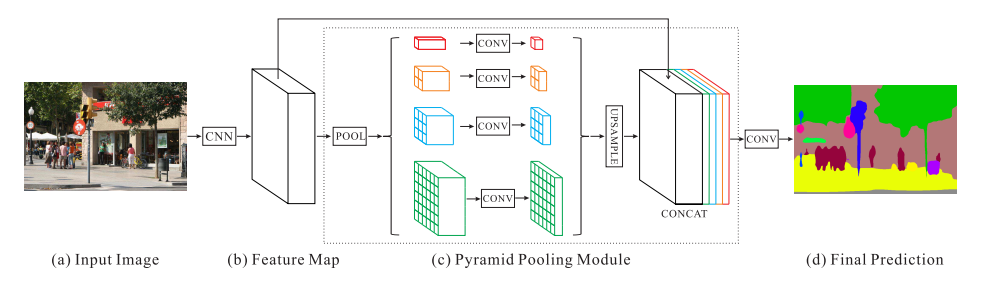 CNN
POOL
CONV
CONV
CONV
CONV
UPSAMPLE
CONCAT
CONV
(a) Input Image
(b) Feature Map
(c) Pyramid Pooling Module
(d) Final Prediction